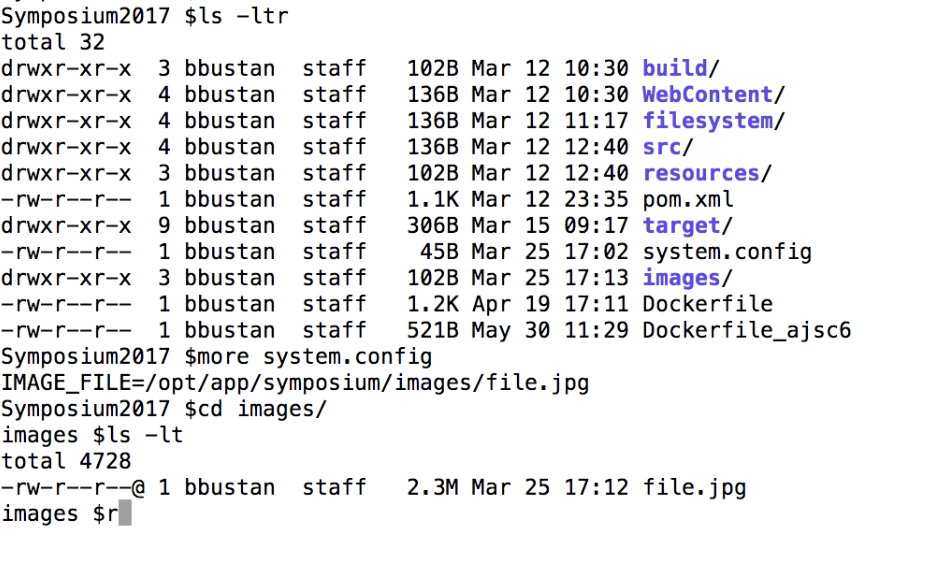 Symposium2017 $ls -ltr
total 32
drwxr-xr-x  3 bbustan  staff   102B Mar 12 10:30 build/
drwxr-xr-x  4 bbustan  staff   136B Mar 12 10:30 WebContent/
drwxr-xr-x  4 bbustan  staff   136B Mar 12 11:17 filesystem/
drwxr-xr-x  4 bbustan  staff   136B Mar 12 12:40 src/
drwxr-xr-x  3 bbustan  staff   102B Mar 12 12:40 resources/
-rw-r--r--  1 bbustan  staff   1.1K Mar 12 23:35 pom.xml
drwxr-xr-x  9 bbustan  staff   306B Mar 15 09:17 target/
-rw-r--r--  1 bbustan  staff    45B Mar 25 17:02 system.config
drwxr-xr-x  3 bbustan  staff   102B Mar 25 17:13 images/
-rw-r--r--  1 bbustan  staff   1.2K Apr 19 17:11 Dockerfile
-rw-r--r--  1 bbustan  staff   521B May 30 11:29 Dockerfile_ajsc6
Symposium2017 $more system.config
IMAGE_FILE=/opt/app/symposium/images/file.jpg
Symposium2017 $cd images/
images $ls -lt
total 4728
-rw-r--r--@ 1 bbustan  staff   2.3M Mar 25 17:12 file.jpg
images $r